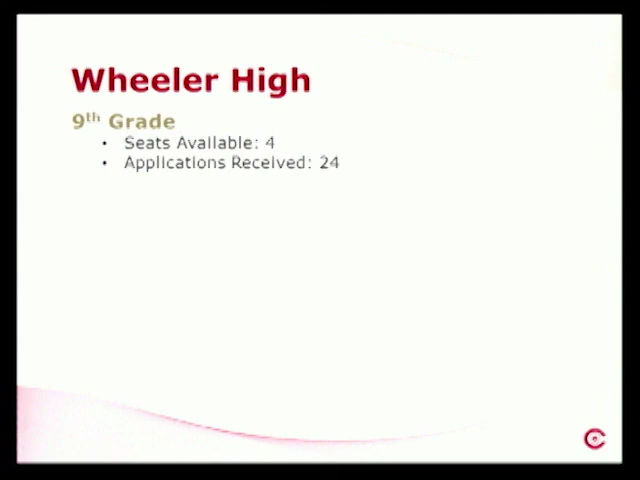 Wheeler High
9th Grade
• Seats Available: 4
• Applications Received: 24